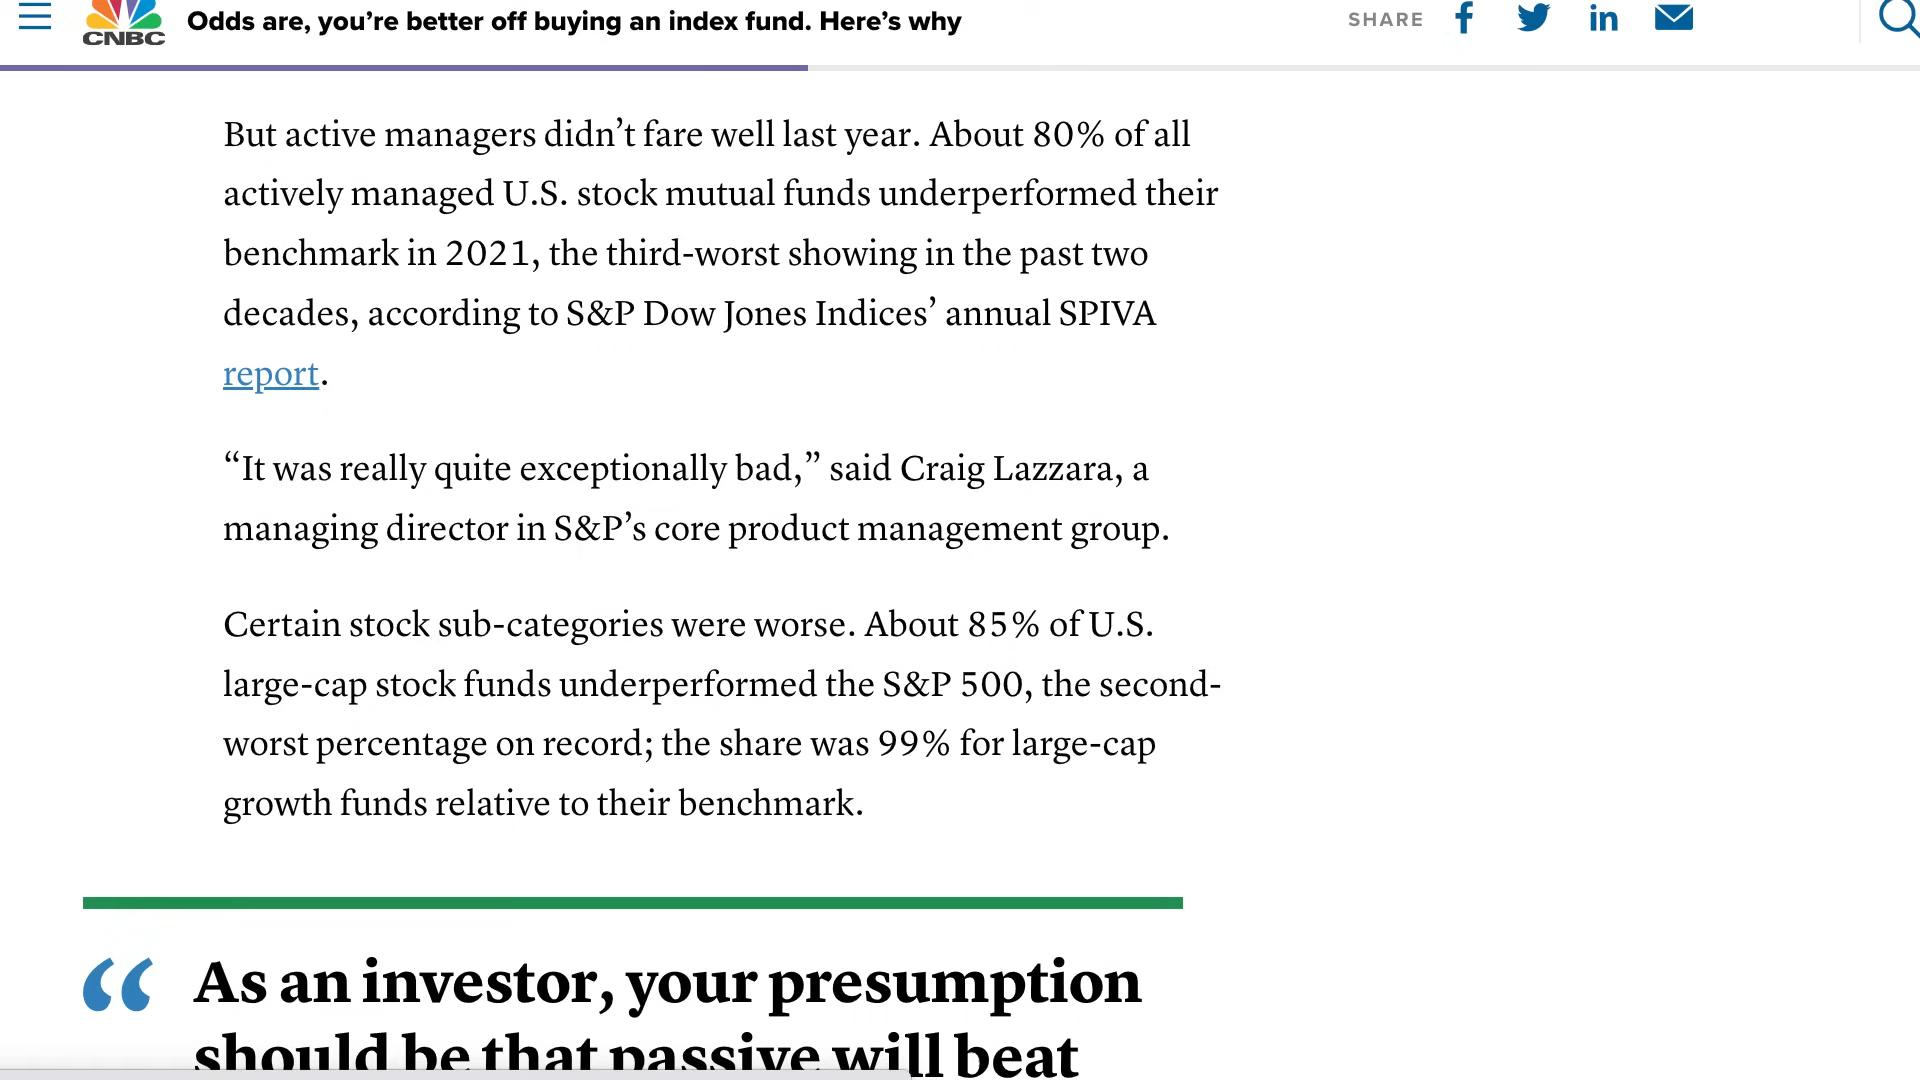 CNBC
Odds are, you’re better off buying an index fund. Here’s why
SHARE
But active managers didn’t fare well last year. About 80% of all
actively managed U.S. stock mutual funds underperformed their
benchmark in 2021, the third-worst showing in the past two
decades, according to S&P Dow Jones Indices’ annual SPIVA
report.
“It was really quite exceptionally bad,” said Craig Lazzara, a
managing director in S&P’s core product management group.
Certain stock sub-categories were worse. About 85% of U.S.
large-cap stock funds underperformed the S&P 500, the second-
worst percentage on record; the share was 99% for large-cap
growth funds relative to their benchmark.
“ As an investor, your presumption
should be that passive will beat